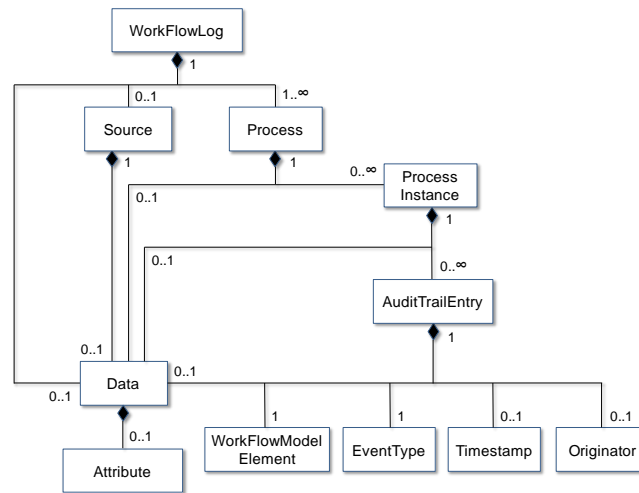 WorkFlowLog
1
0..1
1..∞
Source
Process
1
1
0..∞
0..1
Process
Instance
1
0..1
0..∞
AuditTrailEntry
1
0..1
0..1
Data
0..1
0..1
1
1
0..1
0..1
Attribute
WorkFlowModel
Element
EventType
Timestamp
Originator